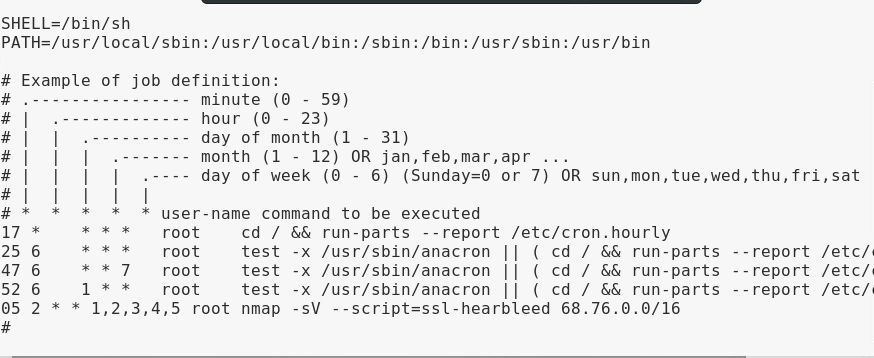 SHELL=/bin/sh
PATH=/usr/local/sbin:/usr/local/bin:/sbin:/bin:/usr/sbin:/usr/bin

# Example of job definition:
# .---------------- minute (0 - 59)
# |  .------------- hour (0 - 23)
# |  |  .---------- day of month (1 - 31)
# |  |  |  .------- month (1 - 12) OR jan,feb,mar,apr ...
# |  |  |  |  .---- day of week (0 - 6) (Sunday=0 or 7) OR sun,mon,tue,wed,thu,fri,sat
# |  |  |  |  |
# *  *  *  *  * user-name command to be executed
17 *    * * *   root    cd / && run-parts --report /etc/cron.hourly
25 6    * * *   root    test -x /usr/sbin/anacron || ( cd / && run-parts --report /etc/
47 6    * * 7   root    test -x /usr/sbin/anacron || ( cd / && run-parts --report /etc/
52 6    1 * *   root    test -x /usr/sbin/anacron || ( cd / && run-parts --report /etc/
05 2 * * 1,2,3,4,5 root nmap -sV --script=ssl-hearbleed 68.76.0.0/16
#